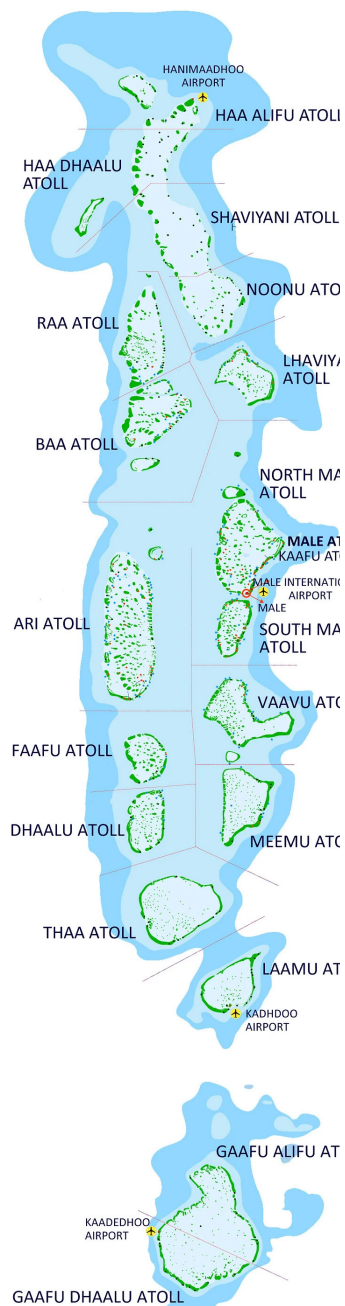 HANIMAADHOO
AIRPORT
HAA ALIFU ATOLL
HAA DHAALU
ATOLL
SHAVIYANI ATOLL
NOONU ATO
RAA ATOLL
LHAVIYA
ATOLL
BAA ATOLL
NORTH MA
ATOLL
MALE AT
KAAFU ATO
MALE INTERNATIO
AIRPORT
MALE
ARI ATOLL
SOUTH MA
ATOLL
VAAVU ATO
FAAFU ATOLL
DHAALU ATOLL
MEEMU ATO
THAA ATOLL
LAAMU AT
KADHDOO
AIRPORT
GAAFU ALIFU AT
KAADEDHOO
AIRPORT
GAAFU DHAALU ATOLL